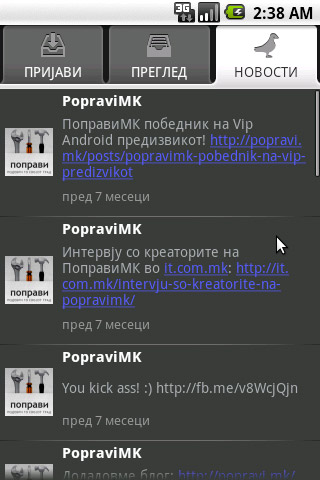 3G
2:38 AM
ПРИЈАВИ
ПРЕГЛЕД
НОВОСТИ
PopraviMK
ПоправиМК победник на Vip
Android предизвикот! http://popravi.
mk/posts/popravimk-pobednik-na-vip-
predizvikot
поправи
пред 7 месеци
PopraviMK
Интервју со креаторите на
ПоправиМК во it.com.mk: http://it.
com.mk/intervju-so-kreatorite-na-
popravimk/
поправи
пред 7 месеци
PopraviMK
You kick ass! :) http://fb.me/v8WcjQjn
поправи
пред 7 месеци
PopraviMK
Додадовме блог: http://popravi.mk/